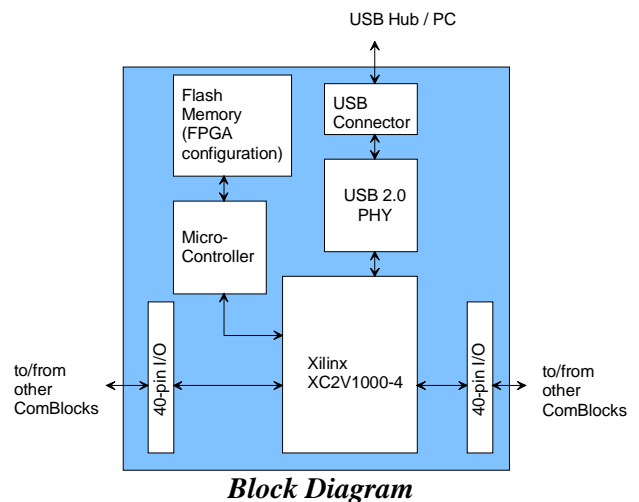 USB Hub / PC
Flash
Memory
(FPGA
configuration)
USB
Connector
USB 2.0
PHY
Micro-
Controller
Xilinx
XC2V1000-4
40-pin I/O
40-pin I/O
to/from
other
ComBlocks
to/from
other
ComBlocks
Block Diagram